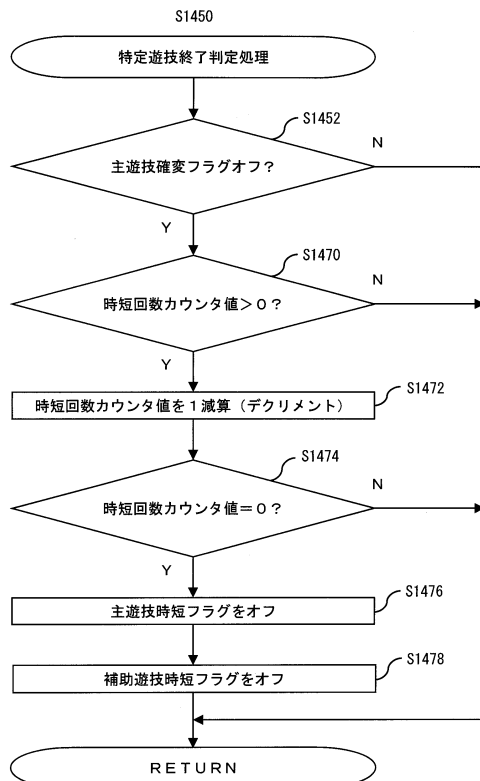 S1450
特定遊技終了判定処理
S1452
主遊技確変フラグオフ?
N
Y
S1470
時短回数カウンタ値>0?
N
Y
S1472
時短回数カウンタ値を1減算(デクリメント)
S1474
時短回数カウンタ値=0?
N
Y
S1476
主遊技時短フラグをオフ
S1478
補助遊技時短フラグをオフ
RETURN